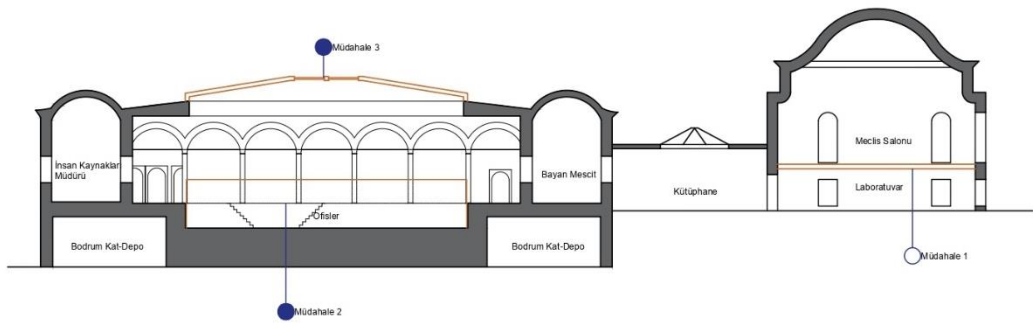 Müdahale 3
İnsan Kaynakları
Müdürü
Bayan Mescit
Ofisler
Bodrum Kat-Depo
Bodrum Kat-Depo
Müdahale 2
Kütüphane
Meclis Salonu
Laboratuvar
Müdahale 1